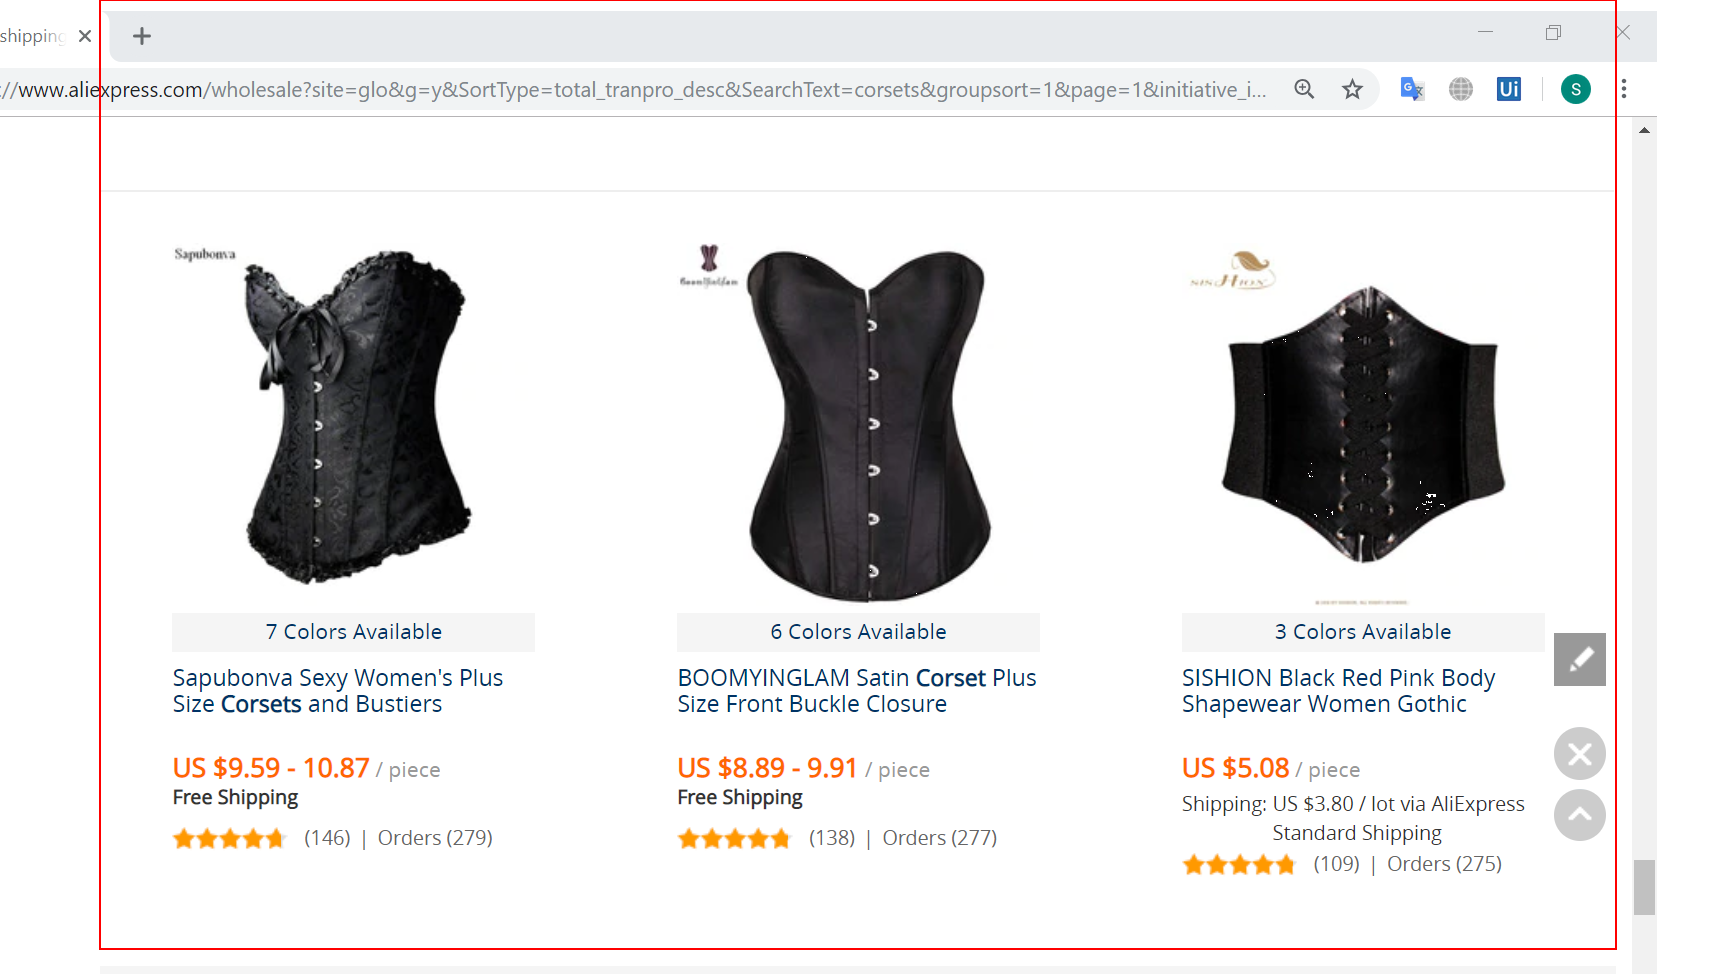 shipping
://www.aliexpress.com/wholesale?site=glo&g=y&SortType=total_tranpro_desc&SearchText=corsets&groupsort=1&page=1&initiative_i...
Ui
S
Sapubonva
BoomYinGlam
SISHION
7 Colors Available
6 Colors Available
3 Colors Available
Sapubonva Sexy Women's Plus
Size Corsets and Bustiers
BOOMYINGLAM Satin Corset Plus
Size Front Buckle Closure
SISHION Black Red Pink Body
Shapewear Women Gothic
US $9.59 - 10.87 / piece
Free Shipping
(146) | Orders (279)
US $8.89 - 9.91 / piece
Free Shipping
(138) | Orders (277)
US $5.08 / piece
Shipping: US $3.80 / lot via AliExpress
Standard Shipping
(109) | Orders (275)